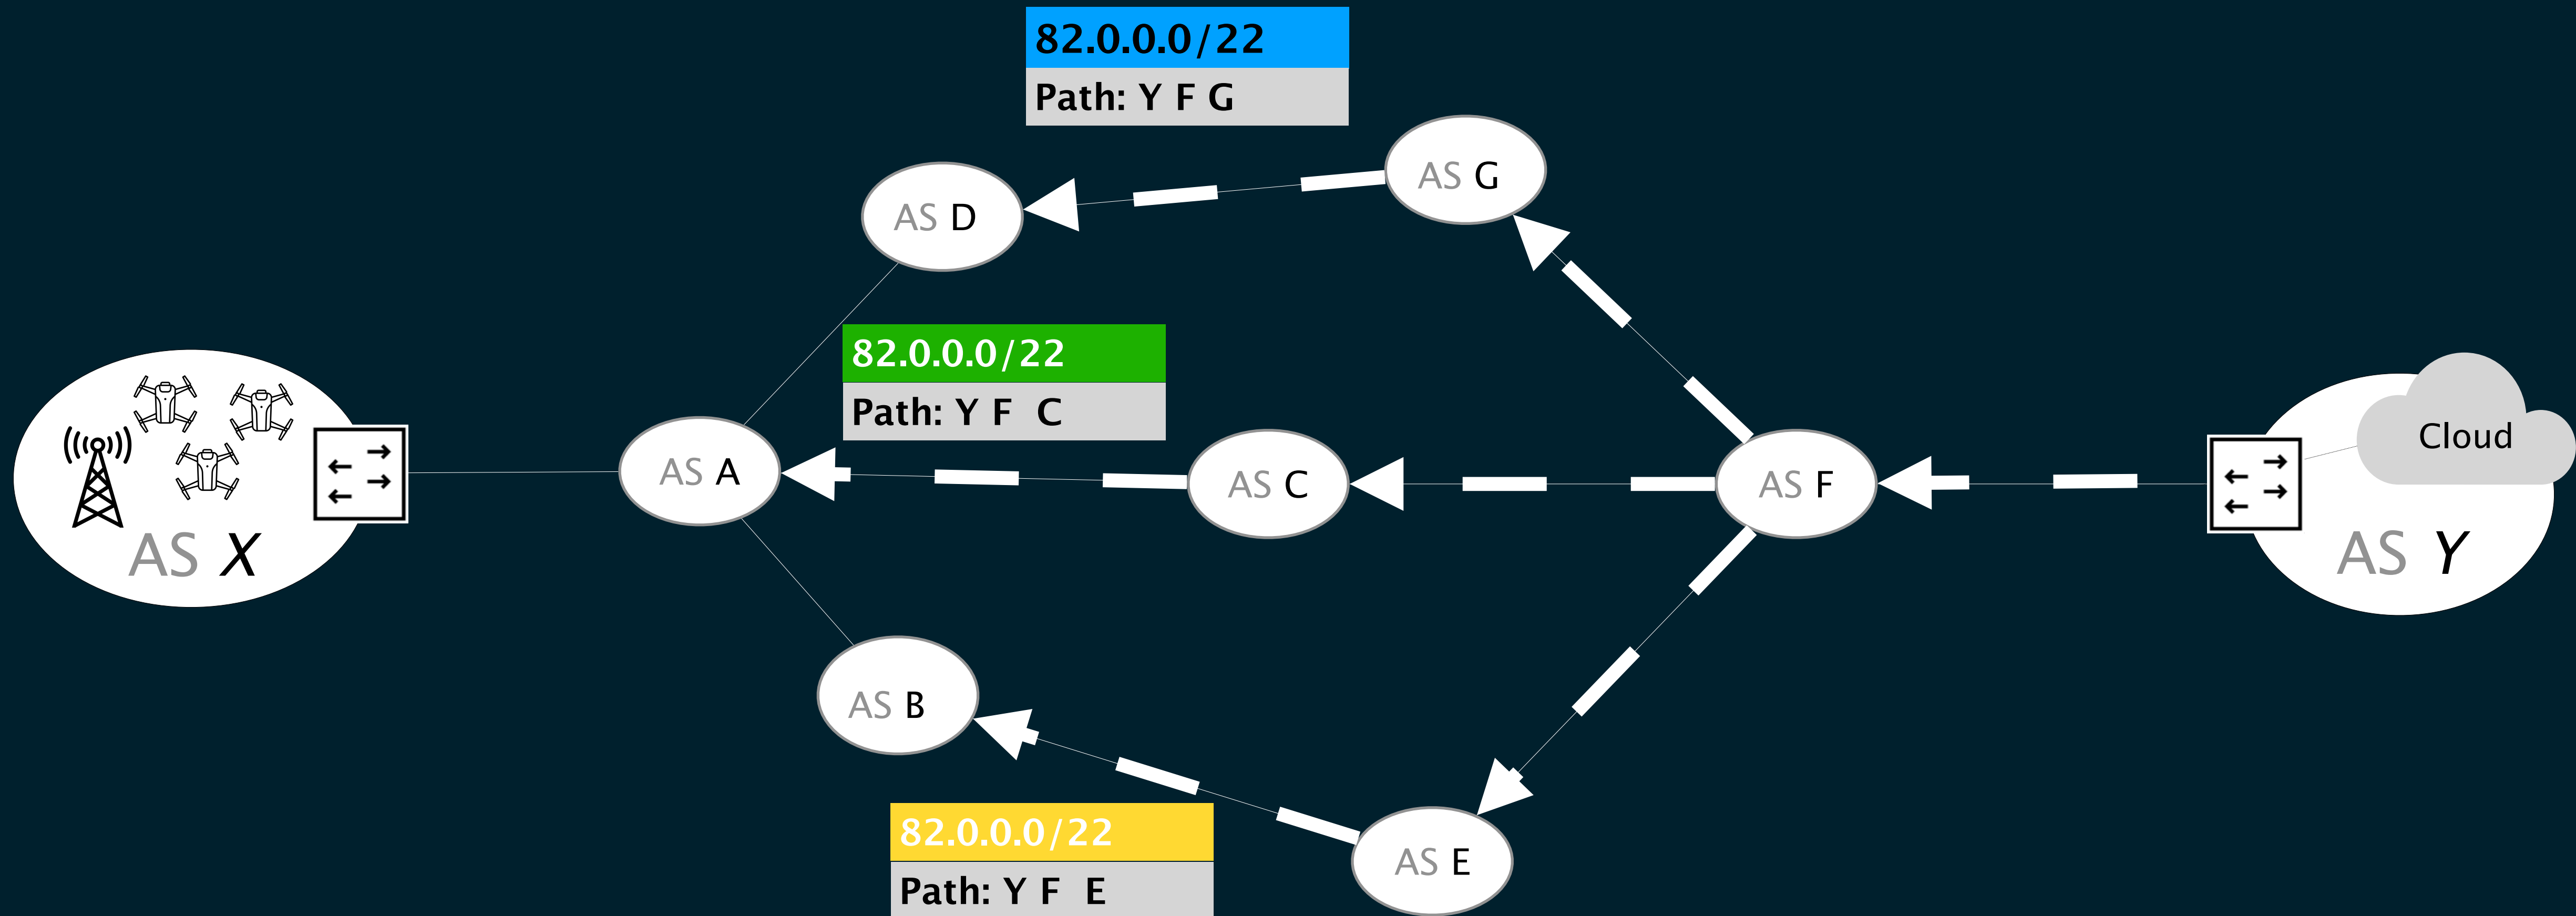 82.0.0.0/22
Path: Y F G
AS G
AS D
82.0.0.0/22
Path: Y F C
AS X
AS A
AS C
AS F
Cloud
AS Y
AS B
82.0.0.0/22
Path: Y F E
AS E